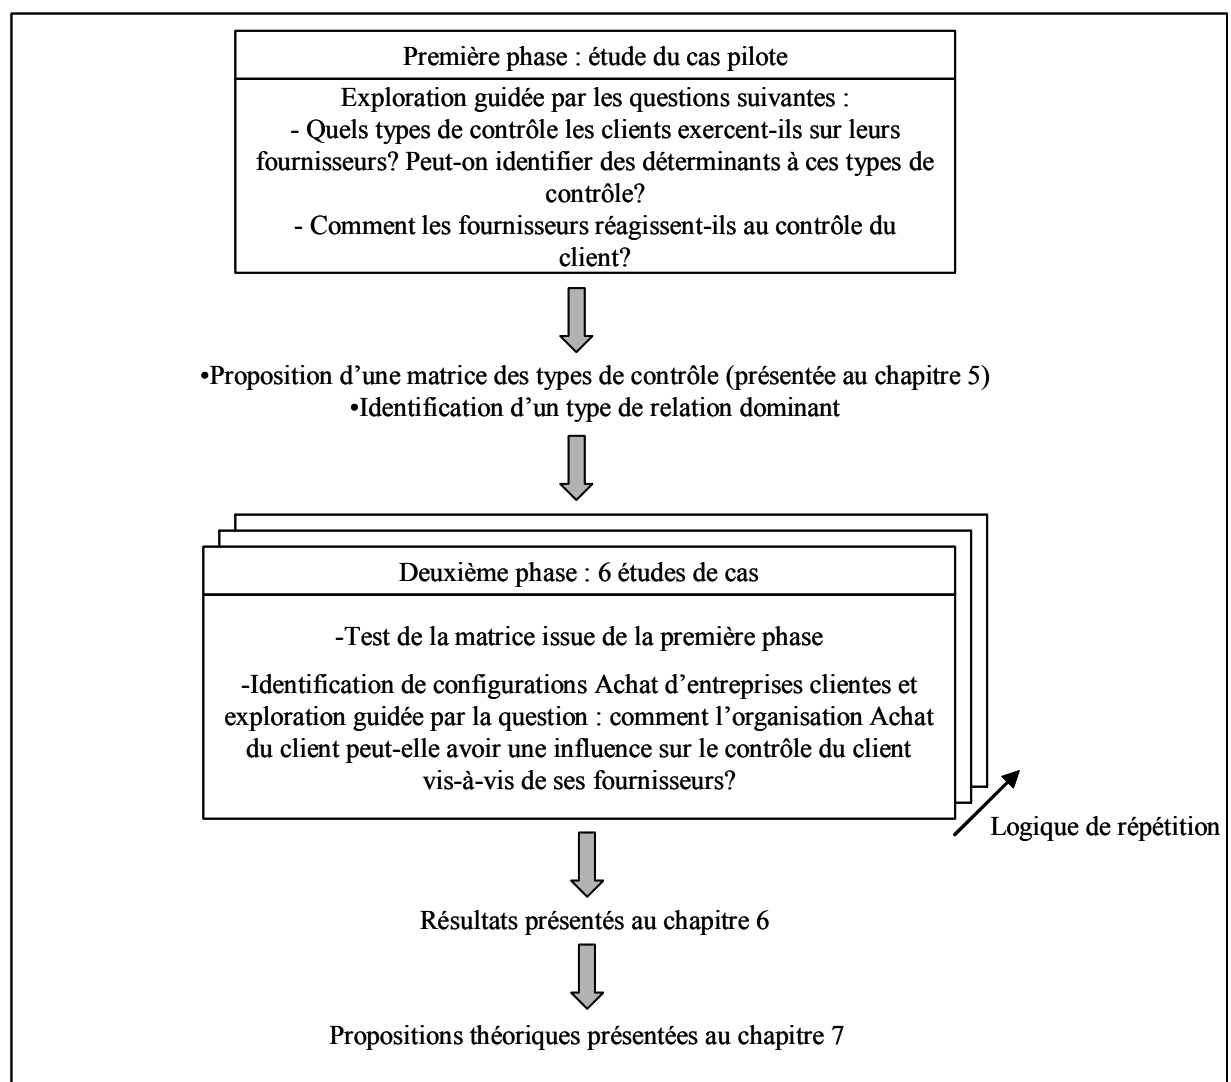 Première phase : étude du cas pilote
Exploration guidée par les questions suivantes :
- Quels types de contrôle les clients exercent-ils sur leurs
fournisseurs? Peut-on identifier des déterminants à ces types de
contrôle?
- Comment les fournisseurs réagissent-ils au contrôle du
client?
•Proposition d’une matrice des types de contrôle (présentée au chapitre 5)
•Identification d’un type de relation dominant
Deuxième phase : 6 études de cas
-Test de la matrice issue de la première phase
-Identification de configurations Achat d’entreprises clientes et
exploration guidée par la question : comment l’organisation Achat
du client peut-elle avoir une influence sur le contrôle du client
vis-à-vis de ses fournisseurs?
Logique de répétition
Résultats présentés au chapitre 6
Propositions théoriques présentées au chapitre 7